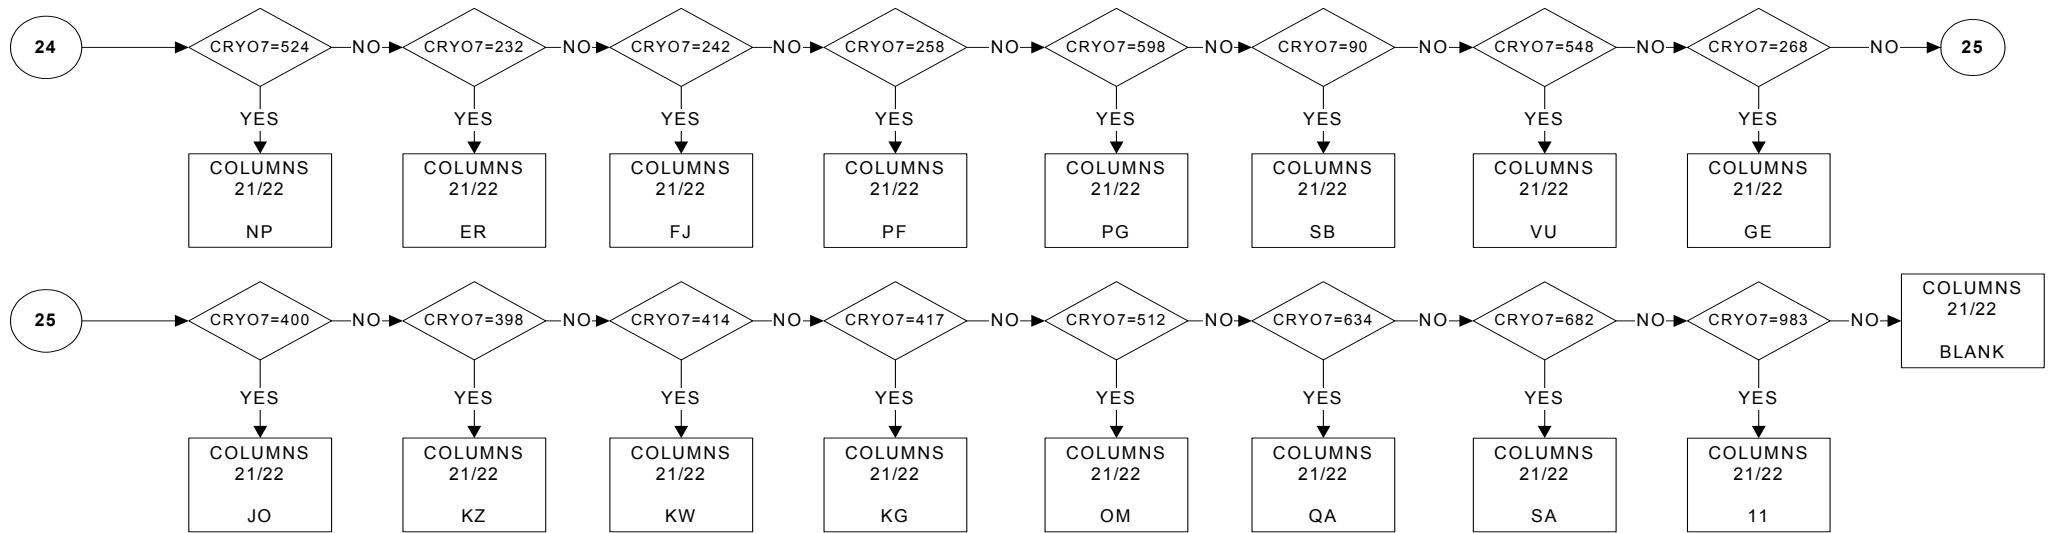 24
CRYO7=524
NO
CRYO7=232
NO
CRYO7=242
NO
CRYO7=258
NO
CRYO7=598
NO
CRYO7=90
NO
CRYO7=548
NO
CRYO7=268
NO
25
YES
YES
YES
YES
YES
YES
YES
YES
COLUMNS
21/22
NP
COLUMNS
21/22
ER
COLUMNS
21/22
FJ
COLUMNS
21/22
PF
COLUMNS
21/22
PG
COLUMNS
21/22
SB
COLUMNS
21/22
VU
COLUMNS
21/22
GE
25
CRYO7=400
NO
CRYO7=398
NO
CRYO7=414
NO
CRYO7=417
NO
CRYO7=512
NO
CRYO7=634
NO
CRYO7=682
NO
CRYO7=983
NO
COLUMNS
21/22
BLANK
YES
YES
YES
YES
YES
YES
YES
YES
COLUMNS
21/22
JO
COLUMNS
21/22
KZ
COLUMNS
21/22
KW
COLUMNS
21/22
KG
COLUMNS
21/22
OM
COLUMNS
21/22
QA
COLUMNS
21/22
SA
COLUMNS
21/22
11